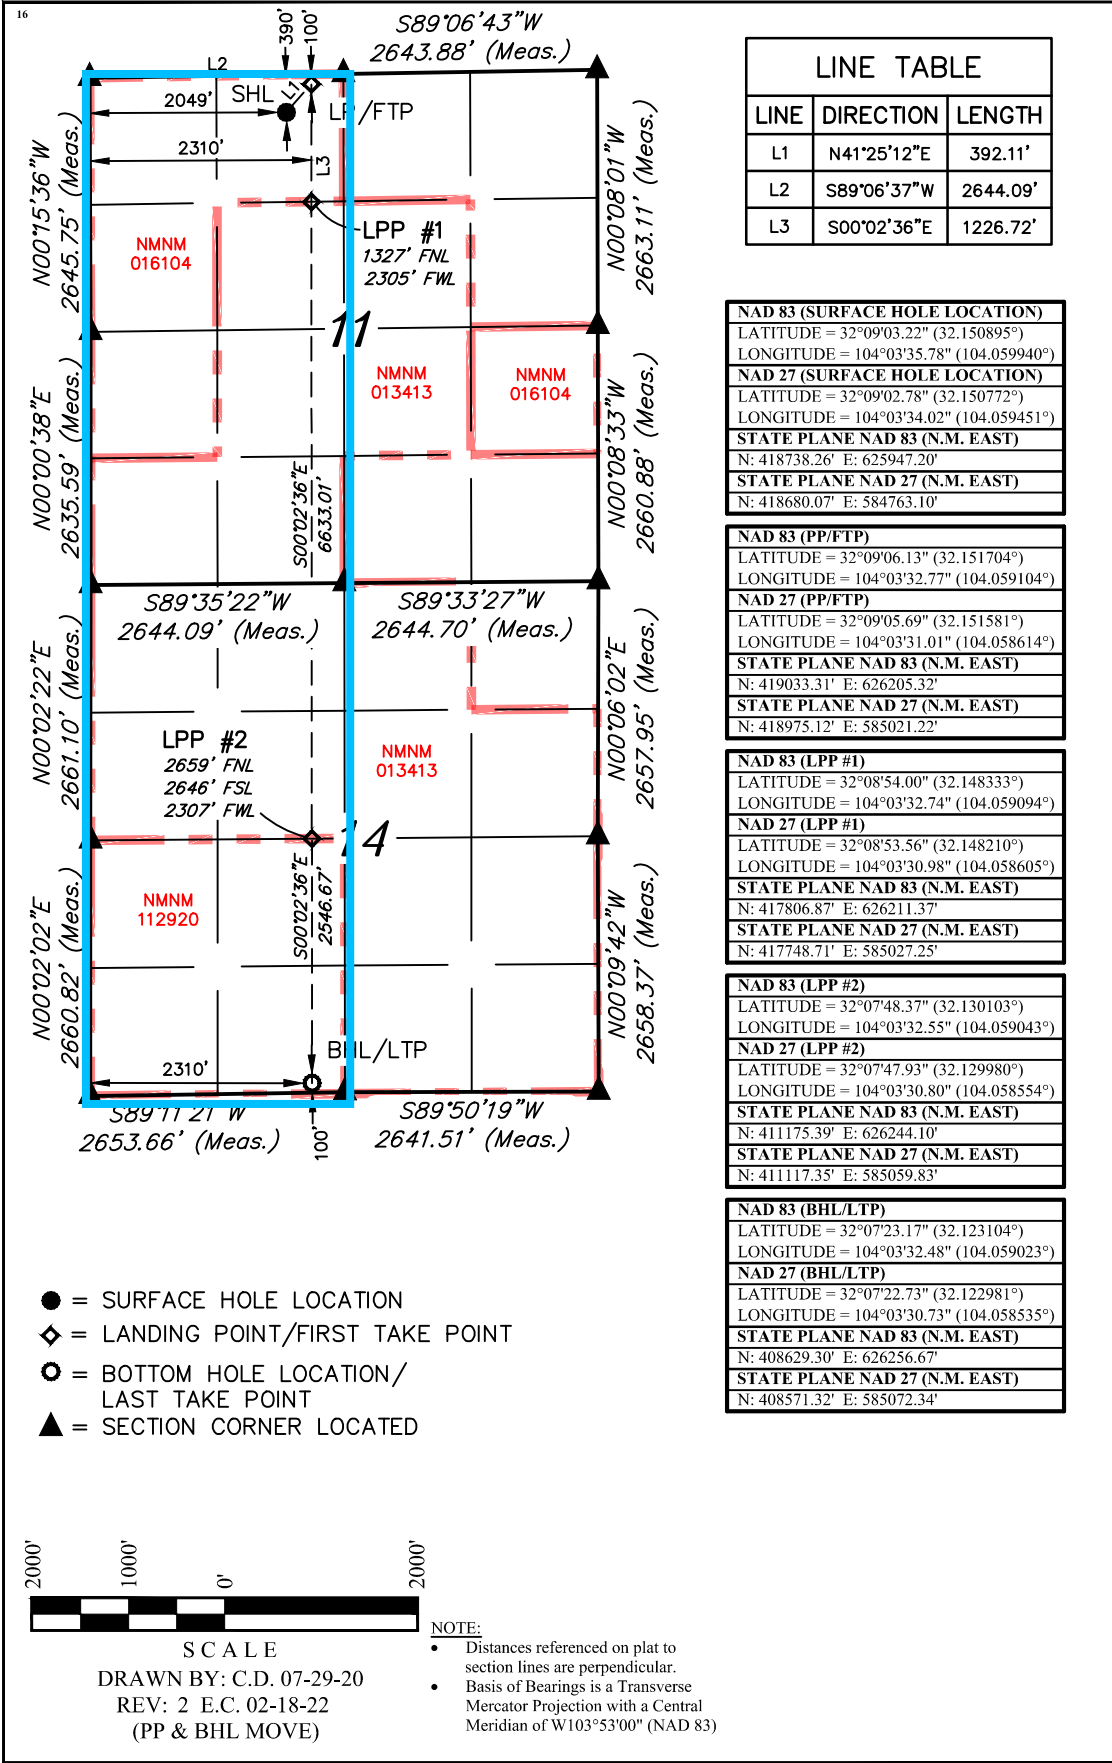 16
S89°06'43"W
2643.88' (Meas.)
390'
100'
L2
2049'
SHL
L1
LP/FTP
2310'
L3
N00°15'36"W
2645.75' (Meas.)
N00°08'01"W
2663.11' (Meas.)
NMNM
016104
LPP #1
1327' FNL
2305' FWL
11
NMNM
013413
NMNM
016104
N00°00'38"E
2635.59' (Meas.)
N00°08'33"W
2660.88' (Meas.)
S00°02'36"E
6633.01'
S89°35'22"W
2644.09' (Meas.)
S89°33'27"W
2644.70' (Meas.)
N00°02'22"E
2661.10' (Meas.)
N00°06'02"E
2657.95' (Meas.)
LPP #2
2659' FNL
2646' FSL
2307' FWL
NMNM
013413
14
NMNM
112920
S00°02'36"E
2546.67'
N00°02'02"E
2660.82' (Meas.)
N00°09'42"W
2658.37' (Meas.)
BHL/LTP
2310'
S89°11'21"W
2653.66' (Meas.)
100'
S89°50'19"W
2641.51' (Meas.)
LINE TABLE
LINE DIRECTION LENGTH
L1 N41°25'12"E 392.11'
L2 S89°06'37"W 2644.09'
L3 S00°02'36"E 1226.72'
NAD 83 (SURFACE HOLE LOCATION)
LATITUDE = 32°09'03.22" (32.150895°)
LONGITUDE = 104°03'35.78" (104.059940°)
NAD 27 (SURFACE HOLE LOCATION)
LATITUDE = 32°09'02.78" (32.150772°)
LONGITUDE = 104°03'34.02" (104.059451°)
STATE PLANE NAD 83 (N.M. EAST)
N: 418738.26' E: 625947.20'
STATE PLANE NAD 27 (N.M. EAST)
N: 418680.07' E: 584763.10'
NAD 83 (PP/FTP)
LATITUDE = 32°09'06.13" (32.151704°)
LONGITUDE = 104°03'32.77" (104.059104°)
NAD 27 (PP/FTP)
LATITUDE = 32°09'05.69" (32.151581°)
LONGITUDE = 104°03'31.01" (104.058614°)
STATE PLANE NAD 83 (N.M. EAST)
N: 419033.31' E: 626205.32'
STATE PLANE NAD 27 (N.M. EAST)
N: 418975.12' E: 585021.22'
NAD 83 (LPP #1)
LATITUDE = 32°08'54.00" (32.148333°)
LONGITUDE = 104°03'32.74" (104.059094°)
NAD 27 (LPP #1)
LATITUDE = 32°08'53.56" (32.148210°)
LONGITUDE = 104°03'30.98" (104.058605°)
STATE PLANE NAD 83 (N.M. EAST)
N: 417806.87' E: 626211.37'
STATE PLANE NAD 27 (N.M. EAST)
N: 417748.71' E: 585027.25'
NAD 83 (LPP #2)
LATITUDE = 32°07'48.37" (32.130103°)
LONGITUDE = 104°03'32.55" (104.059043°)
NAD 27 (LPP #2)
LATITUDE = 32°07'47.93" (32.129980°)
LONGITUDE = 104°03'30.80" (104.058554°)
STATE PLANE NAD 83 (N.M. EAST)
N: 411175.39' E: 626244.10'
STATE PLANE NAD 27 (N.M. EAST)
N: 411117.35' E: 585059.83'
NAD 83 (BHL/LTP)
LATITUDE = 32°07'23.17" (32.123104°)
LONGITUDE = 104°03'32.48" (104.059023°)
NAD 27 (BHL/LTP)
LATITUDE = 32°07'22.73" (32.122981°)
LONGITUDE = 104°03'30.73" (104.058535°)
STATE PLANE NAD 83 (N.M. EAST)
N: 408629.30' E: 626256.67'
STATE PLANE NAD 27 (N.M. EAST)
N: 408571.32' E: 585072.34'
= SURFACE HOLE LOCATION
= LANDING POINT/FIRST TAKE POINT
= BOTTOM HOLE LOCATION/
LAST TAKE POINT
= SECTION CORNER LOCATED
2000' 1000' 0' 2000'
SCALE
DRAWN BY: C.D. 07-29-20
REV: 2 E.C. 02-18-22
(PP & BHL MOVE)
NOTE:
• Distances referenced on plat to
section lines are perpendicular.
• Basis of Bearings is a Transverse
Mercator Projection with a Central
Meridian of W103°53'00" (NAD 83)